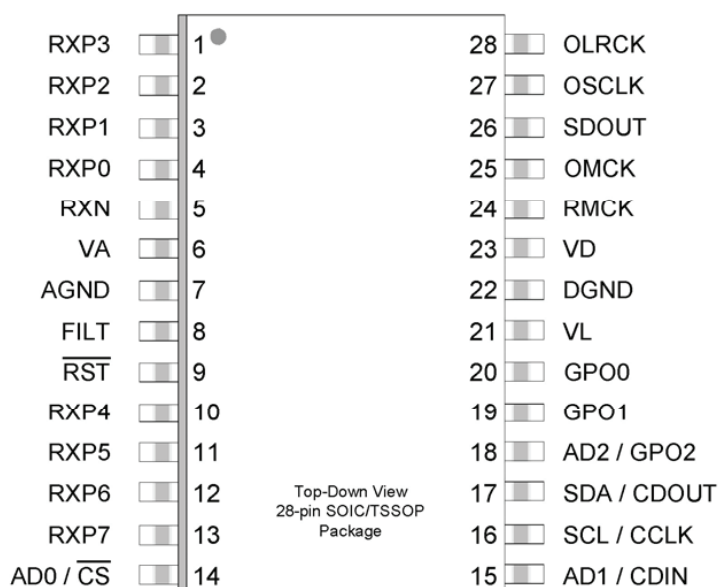 RXP3 1 28 OLRCK
RXP2 2 27 OSCLK
RXP1 3 26 SDOUT
RXP0 4 25 OMCK
RXN 5 24 RMCK
VA 6 23 VD
AGND 7 22 DGND
FILT 8 21 VL
RST 9 20 GPO0
RXP4 10 19 GPO1
RXP5 11 18 AD2 / GPO2
RXP6 12 17 SDA / CDOUT
RXP7 13 16 SCL / CCLK
AD0 / CS 14 15 AD1 / CDIN
Top-Down View
28-pin SOIC/TSSOP
Package